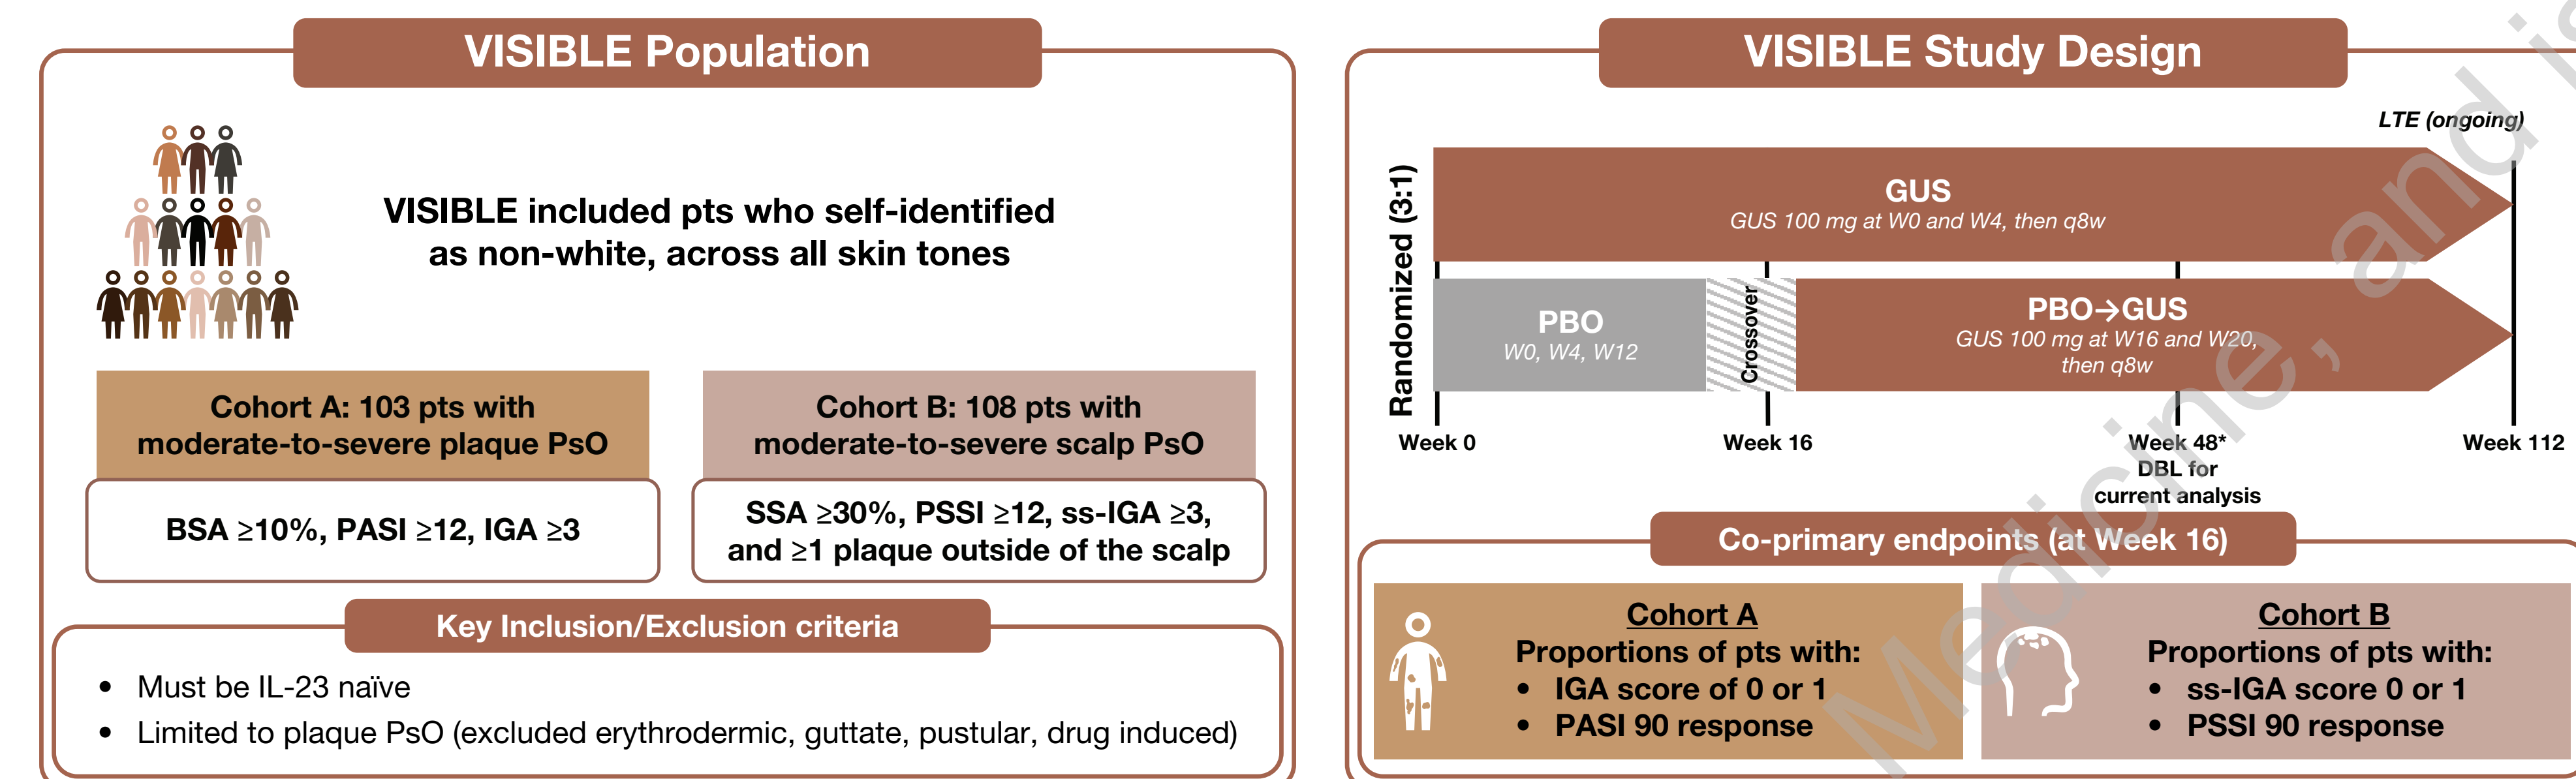 VISIBLE Population
VISIBLE included pts who self-identified
as non-white, across all skin tones
Cohort A: 103 pts with
moderate-to-severe plaque PsO
BSA ≥10%, PASI ≥12, IGA ≥3
Cohort B: 108 pts with
moderate-to-severe scalp PsO
SSA ≥30%, PSSI ≥12, ss-IGA ≥3,
and ≥1 plaque outside of the scalp
Key Inclusion/Exclusion criteria
• Must be IL-23 naïve
• Limited to plaque PsO (excluded erythrodermic, guttate, pustular, drug induced)
VISIBLE Study Design
LTE (ongoing)
Randomized (3:1)
GUS
GUS 100 mg at W0 and W4, then q8w
PBO
W0, W4, W12
Crossover
PBO→GUS
GUS 100 mg at W16 and W20,
then q8w
Week 0
Week 16
Week 48*
DBL for
current analysis
Week 112
Co-primary endpoints (at Week 16)
Cohort A
Proportions of pts with:
• IGA score of 0 or 1
• PASI 90 response
Cohort B
Proportions of pts with:
• ss-IGA score 0 or 1
• PSSI 90 response
Medicine, and is